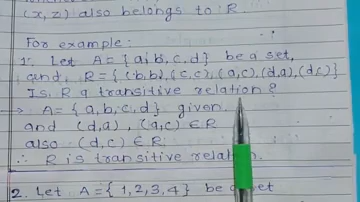 (x,z) also belongs to R
For example:
1. Let A = {a,b,c,d} be a set,
and, R = {(b,b),(c,c),(a,c),(d,a),(d,c)}
Is R a transitive relation?
→ A = {a,b,c,d} given.
and (d,a), (a,c) ∈ R
also (d,c) ∈ R
∴ R is transitive relation.
2. Let A = {1,2,3,4} be a set